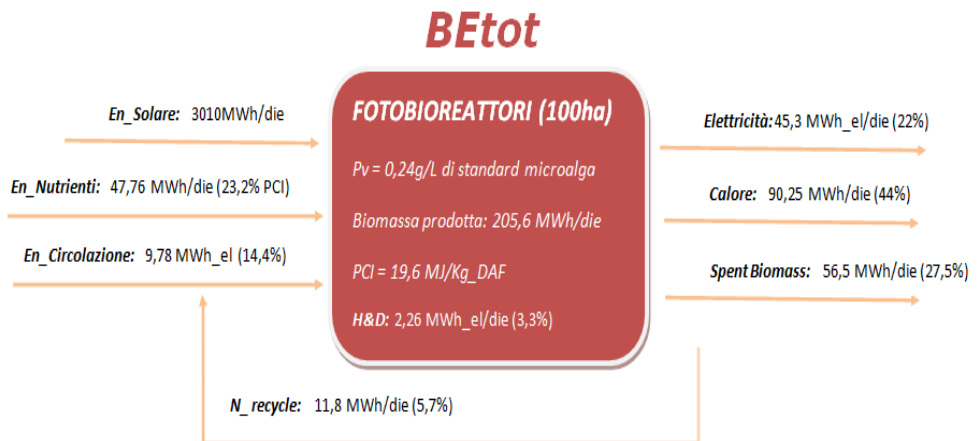 BEtot
En_Solare: 3010MWh/die
En_Nutrienti: 47,76 MWh/die (23,2% PCI)
En_Circolazione: 9,78 MWh_el (14,4%)
FOTOBIOREATTORI (100ha)
Pv = 0,24g/L di standard microalga
Biomassa prodotta: 205,6 MWh/die
PCI = 19,6 MJ/Kg_DAF
H&D: 2,26 MWh_el/die (3,3%)
Elettricità: 45,3 MWh_el/die (22%)
Calore: 90,25 MWh/die (44%)
Spent Biomass: 56,5 MWh/die (27,5%)
N_ recycle: 11,8 MWh/die (5,7%)